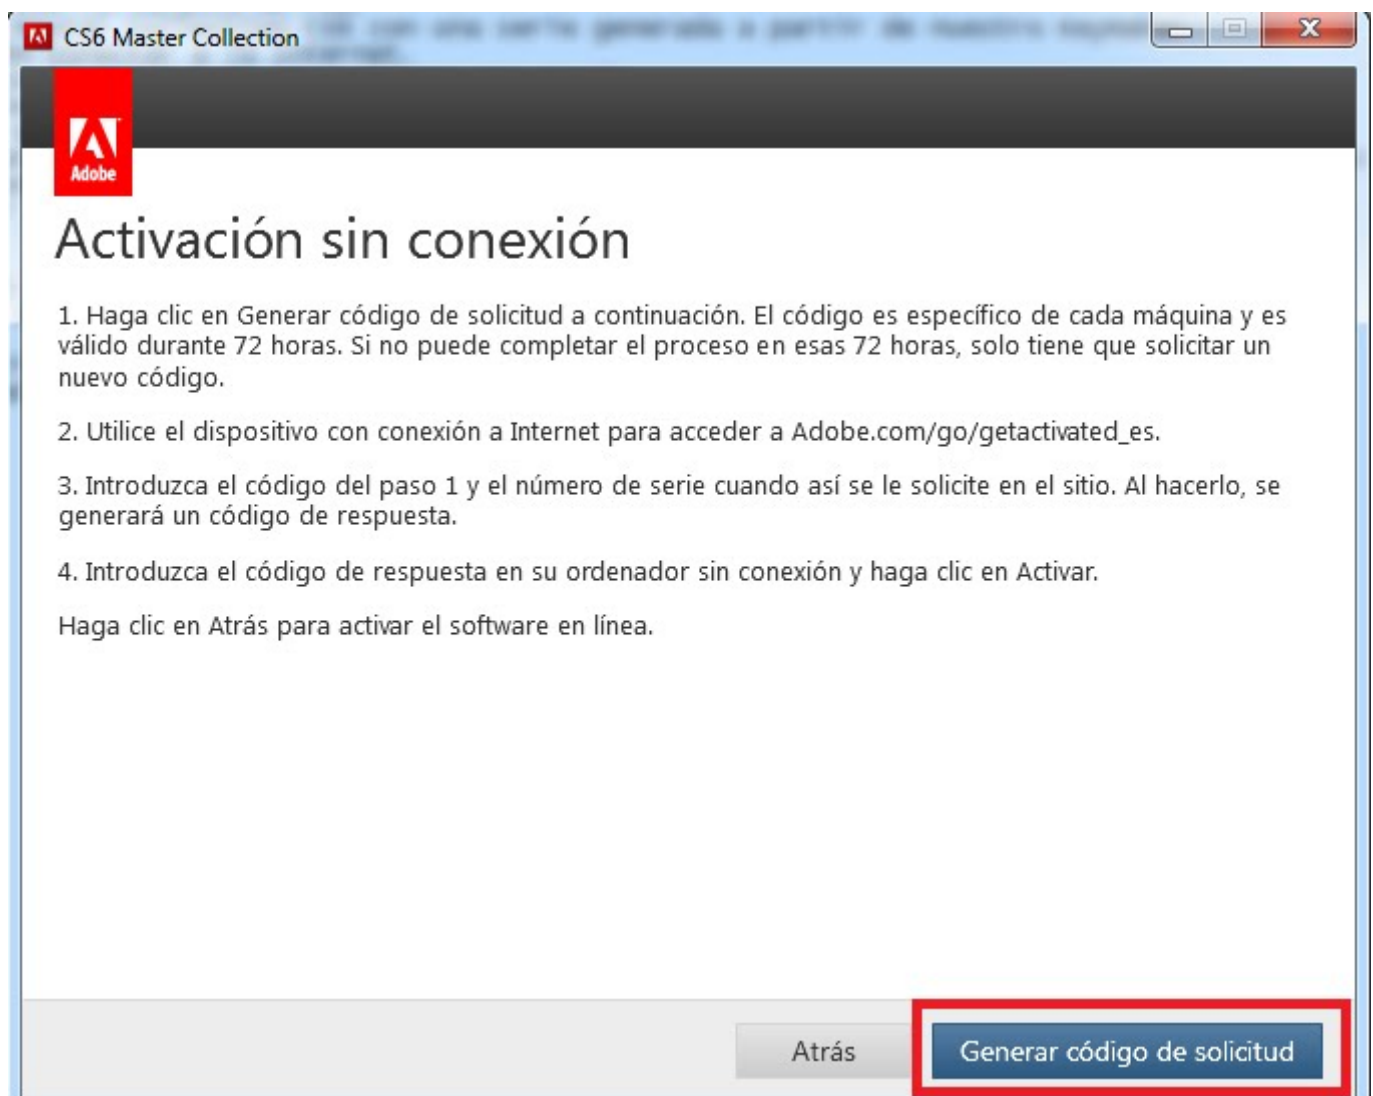 CS6 Master Collection
Adobe
Activación sin conexión
1. Haga clic en Generar código de solicitud a continuación. El código es específico de cada máquina y es
válido durante 72 horas. Si no puede completar el proceso en esas 72 horas, solo tiene que solicitar un
nuevo código.
2. Utilice el dispositivo con conexión a Internet para acceder a Adobe.com/go/getactivated_es.
3. Introduzca el código del paso 1 y el número de serie cuando así se le solicite en el sitio. Al hacerlo, se
generará un código de respuesta.
4. Introduzca el código de respuesta en su ordenador sin conexión y haga clic en Activar.
Haga clic en Atrás para activar el software en línea.
Atrás
Generar código de solicitud